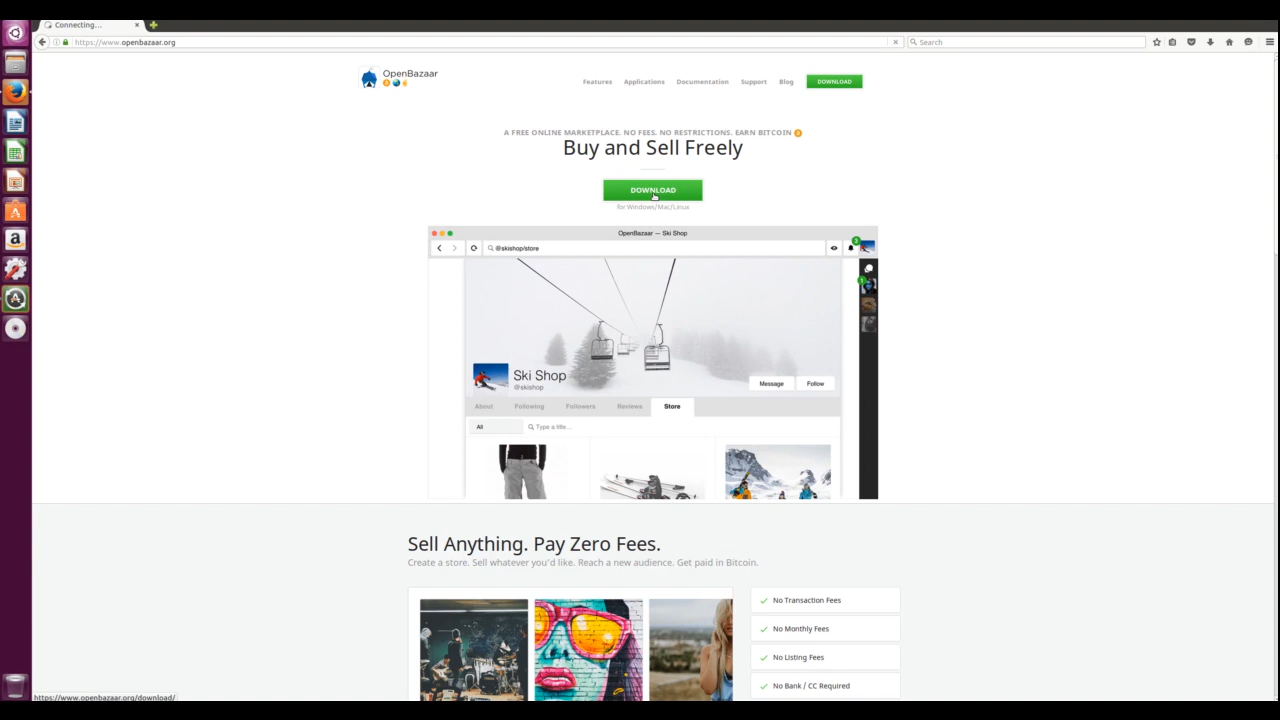 Connecting...
https://www.openbazaar.org
Search
OpenBazaar
Features
Applications
Documentation
Support
Blog
DOWNLOAD
A FREE ONLINE MARKETPLACE. NO FEES. NO RESTRICTIONS. EARN BITCOIN
Buy and Sell Freely
DOWNLOAD
for Windows/Mac/Linux
OpenBazaar — Ski Shop
@skishop/store
3
1
Ski Shop
@skishop
Message
Follow
About
Following
Followers
Reviews
Store
All
Type a title...
Sell Anything. Pay Zero Fees.
Create a store. Sell whatever you'd like. Reach a new audience. Get paid in Bitcoin.
No Transaction Fees
No Monthly Fees
No Listing Fees
No Bank / CC Required
https://www.openbazaar.org/download/